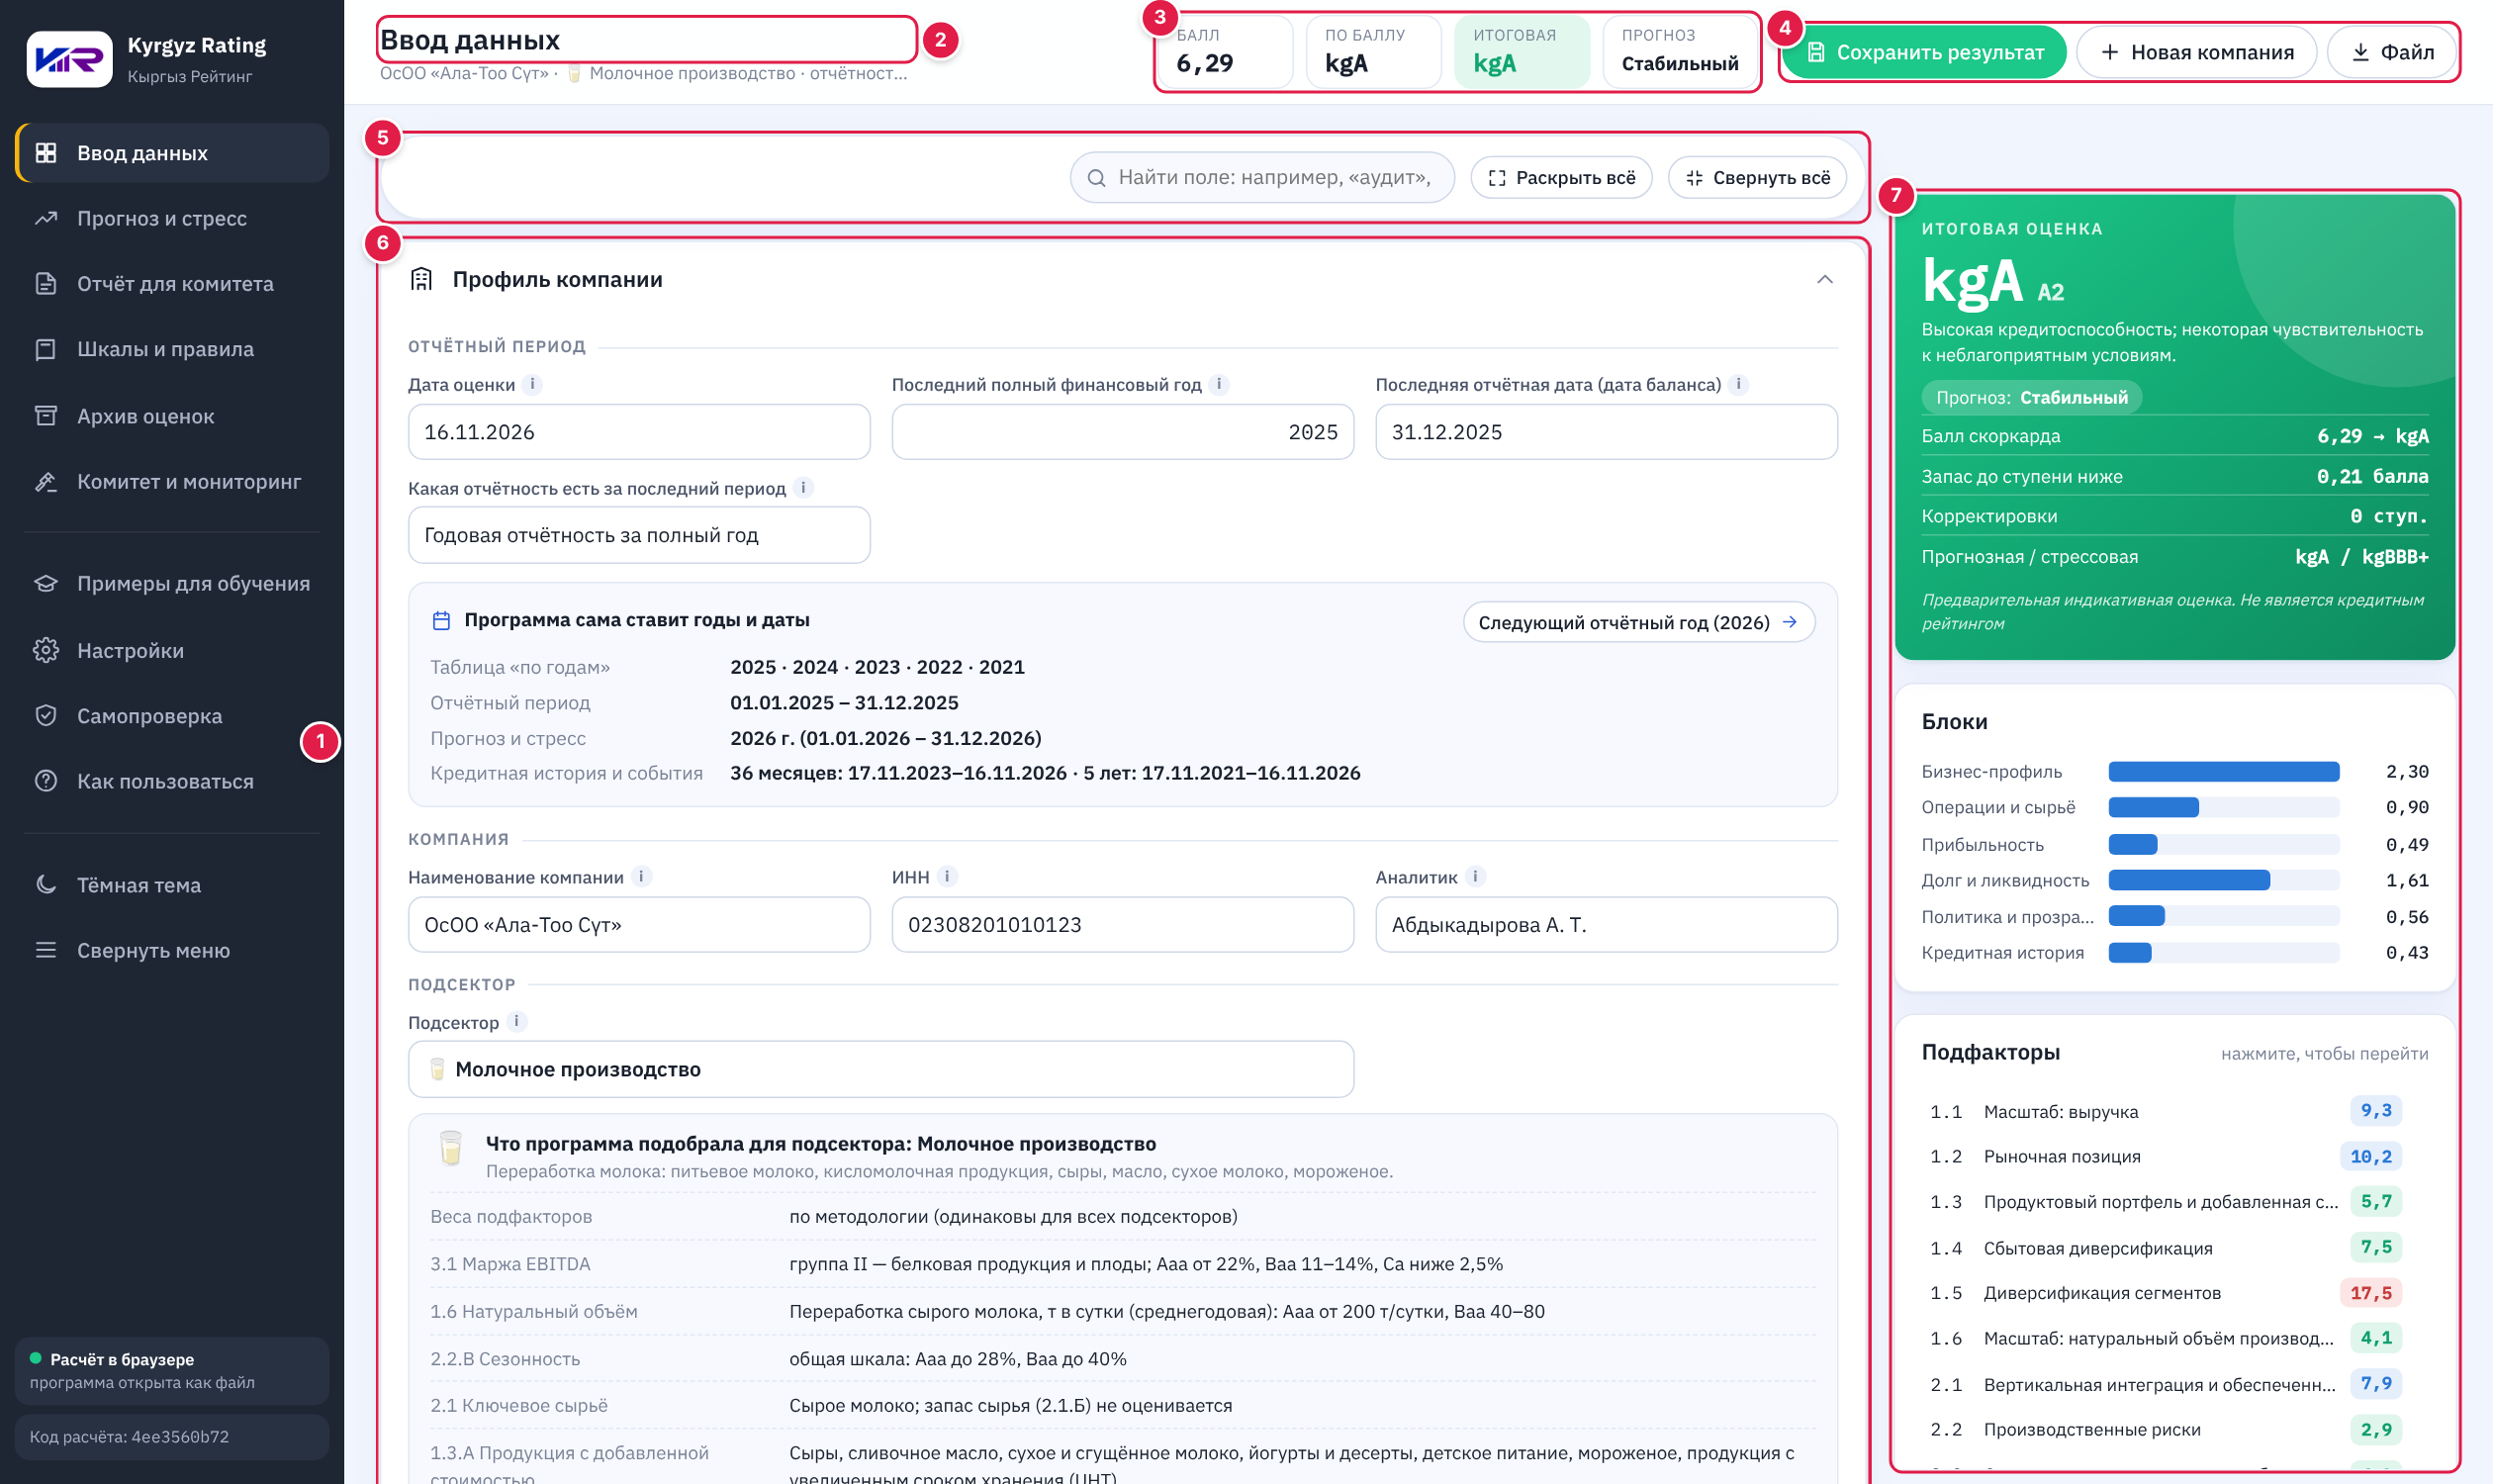 Kyrgyz Rating
Кыргыз Рейтинг
Ввод данных
Прогноз и стресс
Отчёт для комитета
Шкалы и правила
Архив оценок
Комитет и мониторинг
Примеры для обучения
Настройки
Самопроверка
1
Как пользоваться
Тёмная тема
Свернуть меню
Расчёт в браузере
программа открыта как файл
Код расчёта: 4ee3560b72
Ввод данных
2
ОсОО «Ала-Тоо Сүт» · Молочное производство · отчётност...
3
БАЛЛ
6,29
ПО БАЛЛУ
kgA
ИТОГОВАЯ
kgA
ПРОГНОЗ
Стабильный
4
Сохранить результат
Новая компания
Файл
5
Найти поле: например, «аудит»,
Раскрыть всё
Свернуть всё
6
Профиль компании
ОТЧЁТНЫЙ ПЕРИОД
Дата оценки i
Последний полный финансовый год i
Последняя отчётная дата (дата баланса) i
16.11.2026
2025
31.12.2025
Какая отчётность есть за последний период i
Годовая отчётность за полный год
Программа сама ставит годы и даты
Следующий отчётный год (2026) →
Таблица «по годам» 2025 · 2024 · 2023 · 2022 · 2021
Отчётный период 01.01.2025 – 31.12.2025
Прогноз и стресс 2026 г. (01.01.2026 – 31.12.2026)
Кредитная история и события 36 месяцев: 17.11.2023–16.11.2026 · 5 лет: 17.11.2021–16.11.2026
КОМПАНИЯ
Наименование компании i
ИНН i
Аналитик i
ОсОО «Ала-Тоо Сүт»
02308201010123
Абдыкадырова А. Т.
ПОДСЕКТОР
Подсектор i
Молочное производство
Что программа подобрала для подсектора: Молочное производство
Переработка молока: питьевое молоко, кисломолочная продукция, сыры, масло, сухое молоко, мороженое.
Веса подфакторов по методологии (одинаковы для всех подсекторов)
3.1 Маржа EBITDA группа II — белковая продукция и плоды; Aaa от 22%, Baa 11–14%, Ca ниже 2,5%
1.6 Натуральный объём Переработка сырого молока, т в сутки (среднегодовая): Aaa от 200 т/сутки, Baa 40–80
2.2.В Сезонность общая шкала: Aaa до 28%, Baa до 40%
2.1 Ключевое сырьё Сырое молоко; запас сырья (2.1.Б) не оценивается
1.3.А Продукция с добавленной стоимостью Сыры, сливочное масло, сухое и сгущённое молоко, йогурты и десерты, детское питание, мороженое, продукция с
увеличенным сроком хранения (ЦНТ)
7
ИТОГОВАЯ ОЦЕНКА
kgA A2
Высокая кредитоспособность; некоторая чувствительность
к неблагоприятным условиям.
Прогноз: Стабильный
Балл скоркарда 6,29 → kgA
Запас до ступени ниже 0,21 балла
Корректировки 0 ступ.
Прогнозная / стрессовая kgA / kgBBB+
Предварительная индикативная оценка. Не является кредитным
рейтингом
Блоки
Бизнес-профиль 2,30
Операции и сырьё 0,90
Прибыльность 0,49
Долг и ликвидность 1,61
Политика и прозра... 0,56
Кредитная история 0,43
Подфакторы нажмите, чтобы перейти
1.1 Масштаб: выручка 9,3
1.2 Рыночная позиция 10,2
1.3 Продуктовый портфель и добавленная с... 5,7
1.4 Сбытовая диверсификация 7,5
1.5 Диверсификация сегментов 17,5
1.6 Масштаб: натуральный объём производ... 4,1
2.1 Вертикальная интеграция и обеспеченн... 7,9
2.2 Производственные риски 2,9